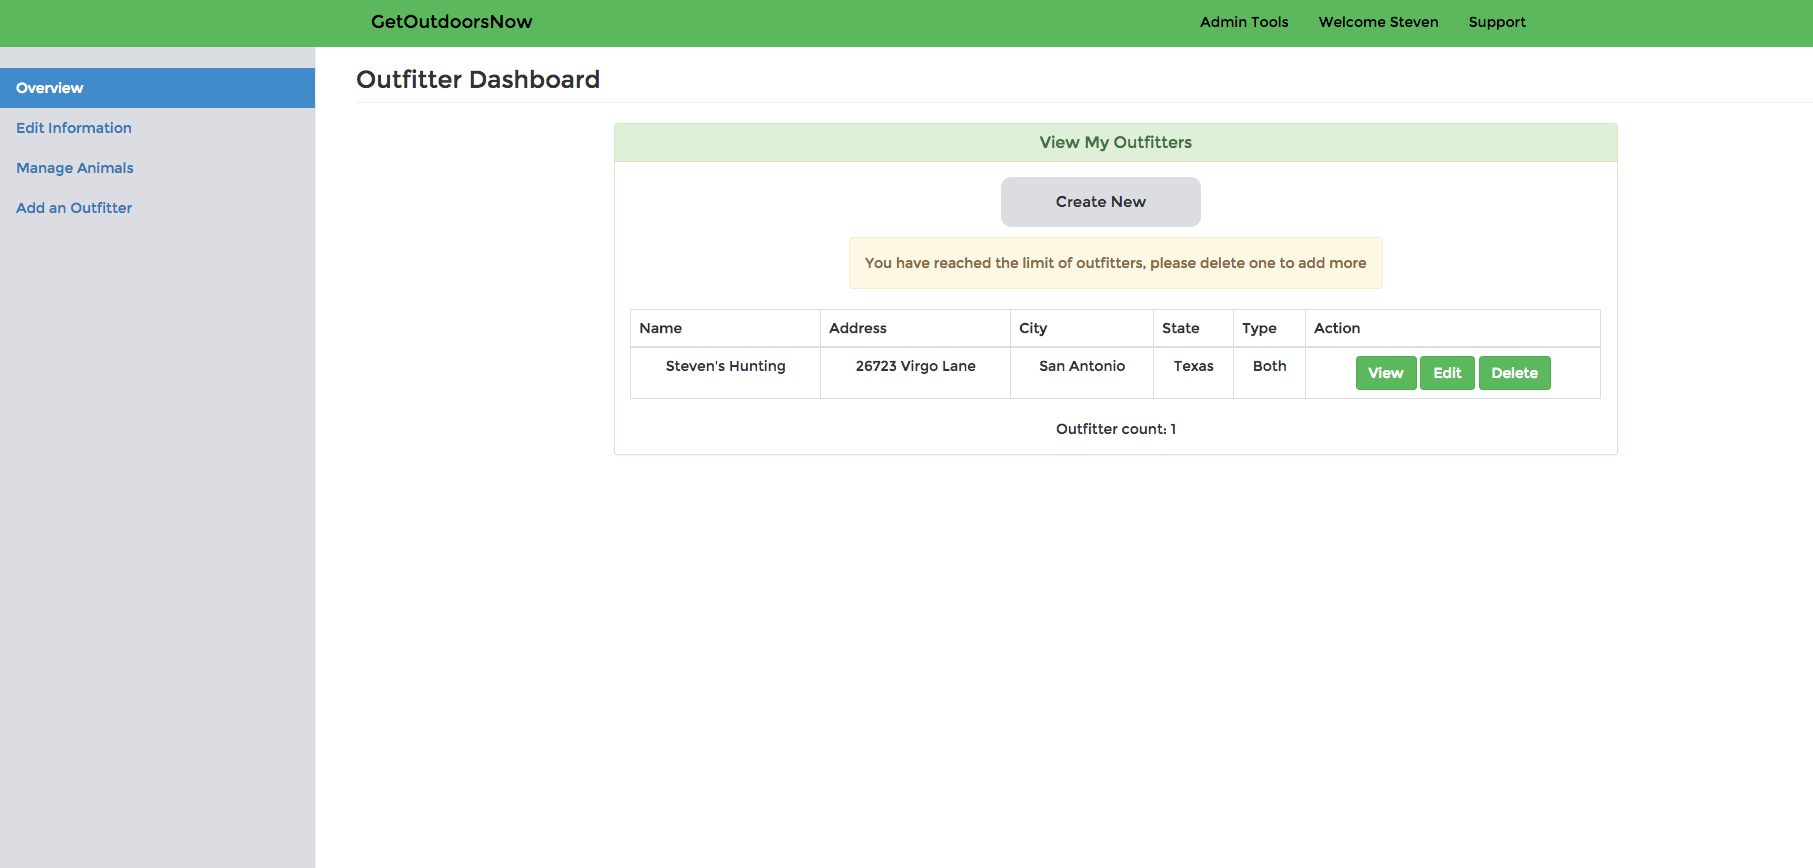 GetOutdoorsNow Admin Tools Welcome Steven Support
Overview
Edit Information
Manage Animals
Add an Outfitter
Outfitter Dashboard
View My Outfitters
Create New
You have reached the limit of outfitters, please delete one to add more
Name Address City State Type Action
Steven's Hunting 26723 Virgo Lane San Antonio Texas Both View Edit Delete
Outfitter count: 1